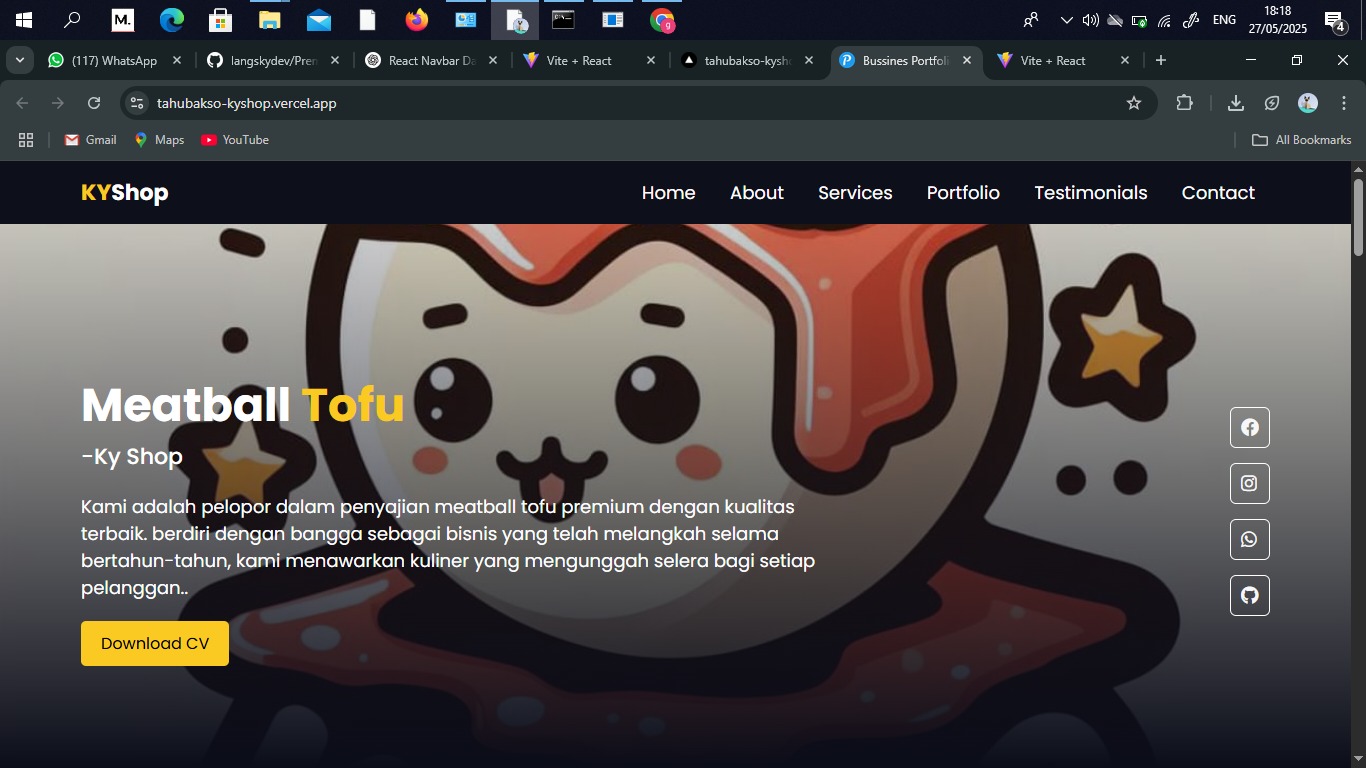 M.
ENG
18:18
27/05/2025
4
(117) WhatsApp
langskydev/Pren
React Navbar Da
Vite + React
tahubakso-kysho
Bussines Portfoli
Vite + React
tahubakso-kyshop.vercel.app
Gmail
Maps
YouTube
All Bookmarks
KYShop
Home
About
Services
Portfolio
Testimonials
Contact
Meatball Tofu
-Ky Shop
Kami adalah pelopor dalam penyajian meatball tofu premium dengan kualitas
terbaik. berdiri dengan bangga sebagai bisnis yang telah melangkah selama
bertahun-tahun, kami menawarkan kuliner yang mengunggah selera bagi setiap
pelanggan..
Download CV